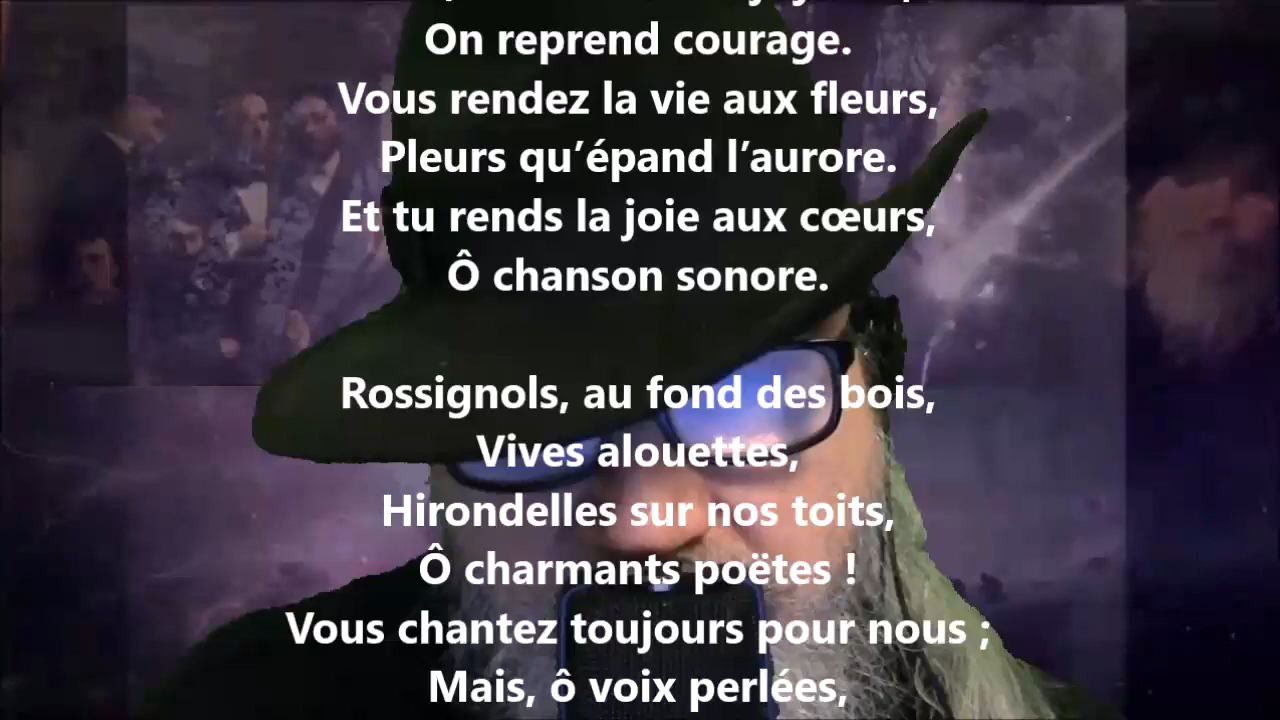 On reprend courage.
Vous rendez la vie aux fleurs,
Pleurs qu’épand l’aurore.
Et tu rends la joie aux cœurs,
Ô chanson sonore.
Rossignols, au fond des bois,
Vives alouettes,
Hirondelles sur nos toits,
Ô charmants poëtes !
Vous chantez toujours pour nous ;
Mais, ô voix perlées,